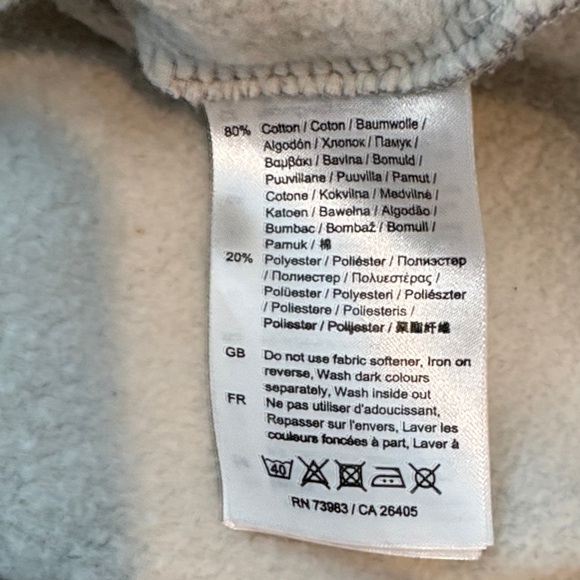 80% Cotton / Coton / Baumwolle /
Algodón / Хлопок / Памук /
Βαμβάκι / Bavlna / Bomuld /
Puuvillane / Puuvilla / Pamut /
Cotone / Kokvilna / Medvilnė /
Katoen / Bawełna / Algodão /
Bumbac / Bombaž / Bomull /
Pamuk / 棉
20% Polyester / Poliéster / Полиэстер
/ Полиестер / Πολυεστέρας /
Polüester / Polyesteri / Poliészter
/ Poliestere / Poliesteris /
Poliester / Polijester / 聚酯纤维
GB Do not use fabric softener, Iron on
reverse, Wash dark colours
separately, Wash inside out
FR Ne pas utiliser d'adoucissant,
Repasser sur l'envers, Laver les
couleurs foncées à part, Laver à
40
RN 73963 / CA 26405